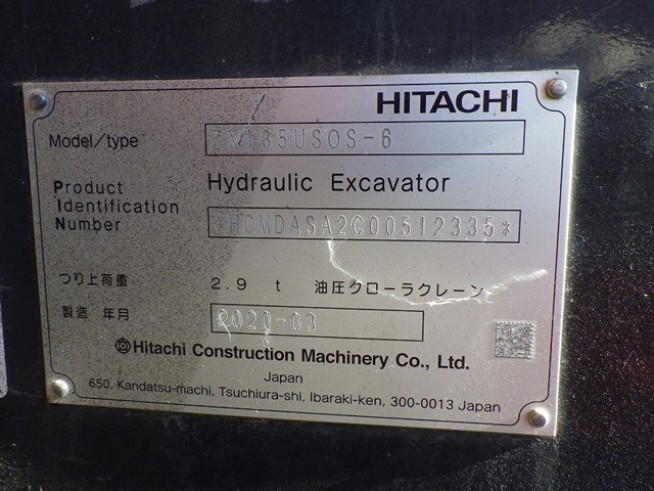 HITACHI
Model/type ZX135USOS-6
Hydraulic Excavator
Product
Identification
Number *HCMDASA2C00512335*
つり上荷重 2.9 t 油圧クローラクレーン
製造 年月 2020-03
Hitachi Construction Machinery Co., Ltd.
Japan
650, Kandatsu-machi, Tsuchiura-shi, Ibaraki-ken, 300-0013 Japan